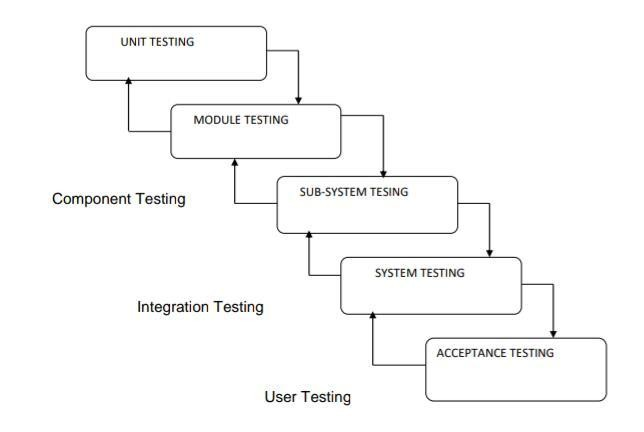 UNIT TESTING
MODULE TESTING
Component Testing
SUB-SYSTEM TESING
SYSTEM TESTING
Integration Testing
ACCEPTANCE TESTING
User Testing